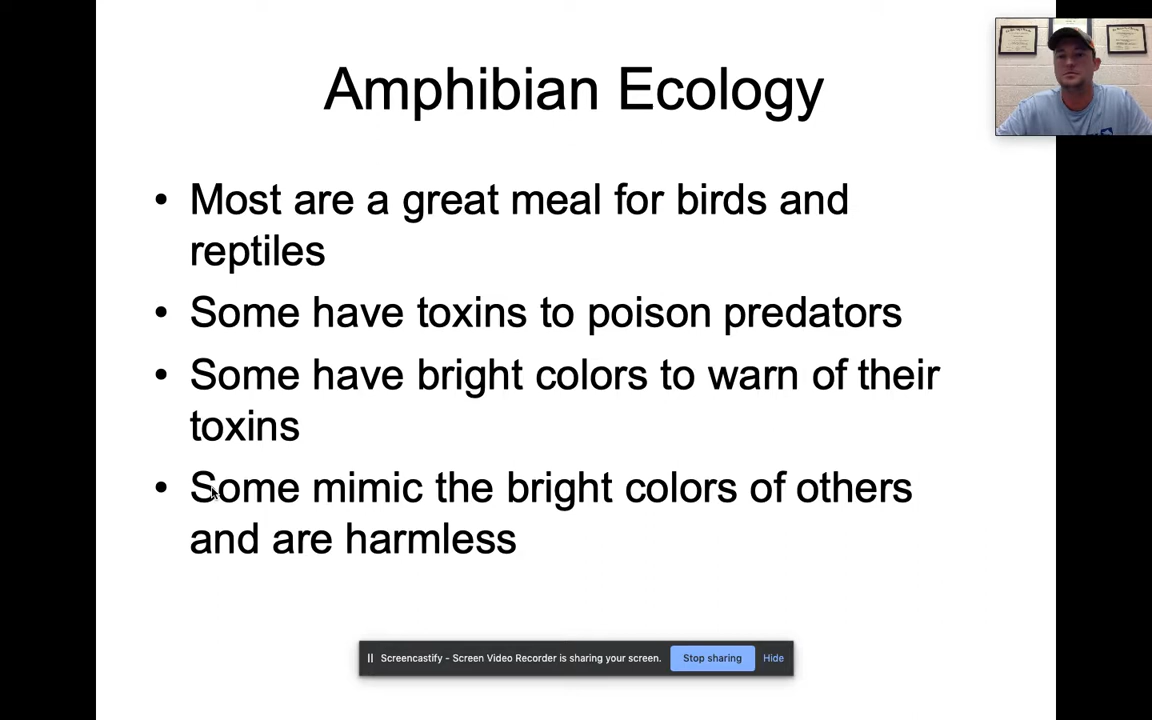 Amphibian Ecology
• Most are a great meal for birds and
reptiles
• Some have toxins to poison predators
• Some have bright colors to warn of their
toxins
• Some mimic the bright colors of others
and are harmless
Screencastify - Screen Video Recorder is sharing your screen.
Stop sharing
Hide